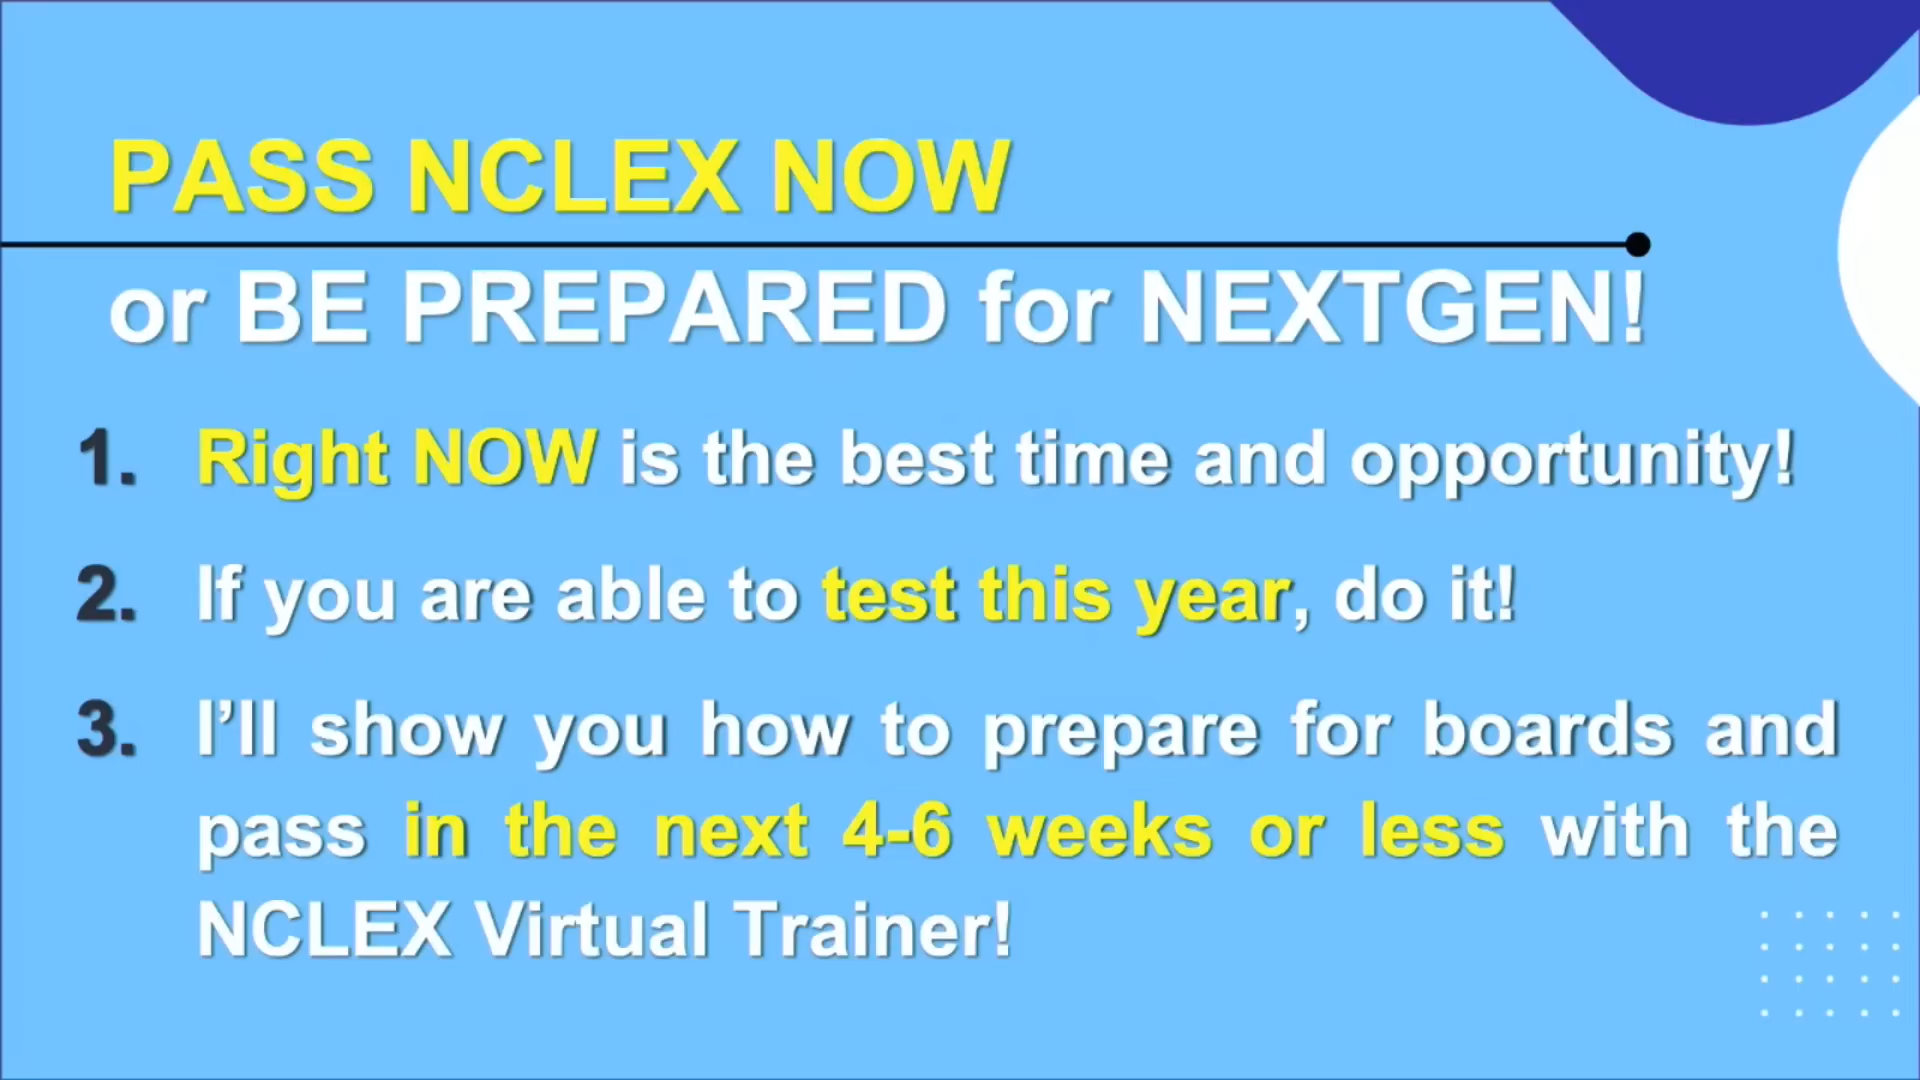 PASS NCLEX NOW
or BE PREPARED for NEXTGEN!
1. Right NOW is the best time and opportunity!
2. If you are able to test this year, do it!
3. I’ll show you how to prepare for boards and
pass in the next 4-6 weeks or less with the
NCLEX Virtual Trainer!